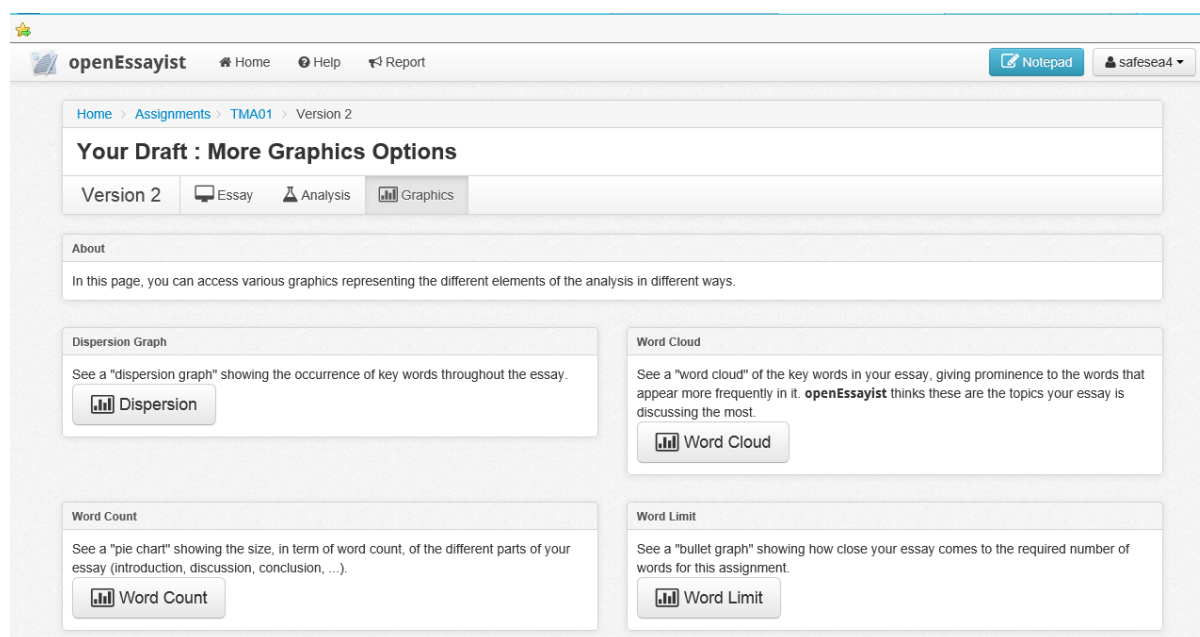 openEssayist Home Help Report Notepad safesea4
Home > Assignments > TMA01 > Version 2
Your Draft : More Graphics Options
Version 2 Essay Analysis Graphics
About
In this page, you can access various graphics representing the different elements of the analysis in different ways.
Dispersion Graph
See a "dispersion graph" showing the occurrence of key words throughout the essay.
Dispersion
Word Cloud
See a "word cloud" of the key words in your essay, giving prominence to the words that
appear more frequently in it. openEssayist thinks these are the topics your essay is
discussing the most.
Word Cloud
Word Count
See a "pie chart" showing the size, in term of word count, of the different parts of your
essay (introduction, discussion, conclusion, ...).
Word Count
Word Limit
See a "bullet graph" showing how close your essay comes to the required number of
words for this assignment.
Word Limit